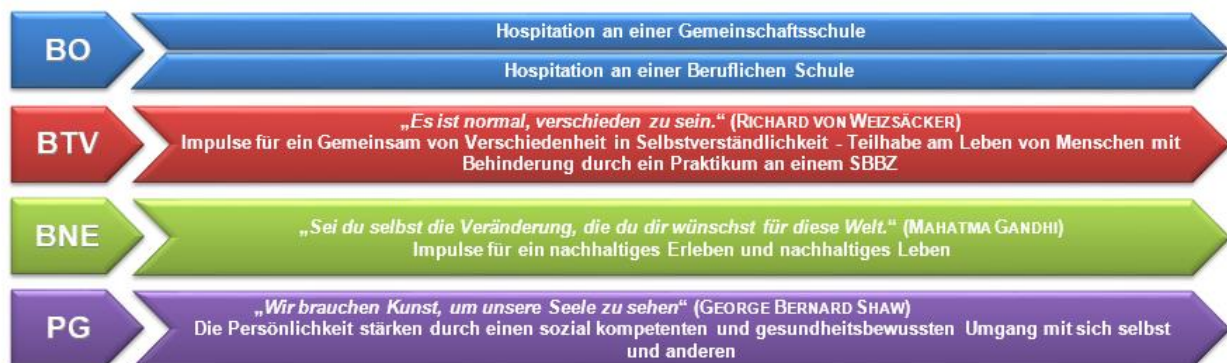 BO
Hospitation an einer Gemeinschaftsschule
Hospitation an einer Beruflichen Schule
BTV
„Es ist normal, verschieden zu sein.“ (RICHARD VON WEIZSÄCKER)
Impulse für ein Gemeinsam von Verschiedenheit in Selbstverständlichkeit - Teilhabe am Leben von Menschen mit
Behinderung durch ein Praktikum an einem SBBZ
BNE
„Sei du selbst die Veränderung, die du dir wünschst für diese Welt.“ (MAHATMA GANDHI)
Impulse für ein nachhaltiges Erleben und nachhaltiges Leben
PG
„Wir brauchen Kunst, um unsere Seele zu sehen“ (GEORGE BERNARD SHAW)
Die Persönlichkeit stärken durch einen sozial kompetenten und gesundheitsbewussten Umgang mit sich selbst
und anderen